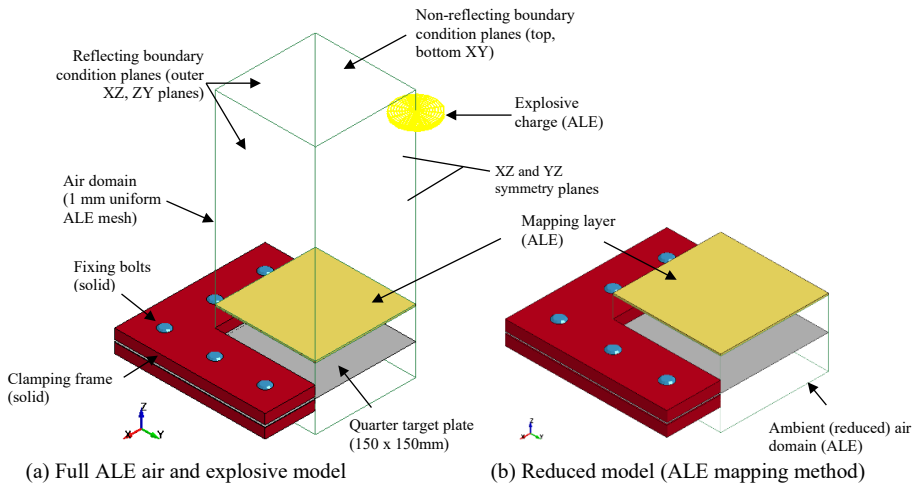 Non-reflecting boundary
condition planes (top,
bottom XY)
Reflecting boundary
condition planes (outer
XZ, ZY planes)
Explosive
charge (ALE)
XZ and YZ
symmetry planes
Air domain
(1 mm uniform
ALE mesh)
Mapping layer
(ALE)
Fixing bolts
(solid)
Clamping frame
(solid)
Quarter target plate
(150 x 150mm)
Ambient (reduced) air
domain (ALE)
Z
X
Y
Z
X
Y
(a) Full ALE air and explosive model
(b) Reduced model (ALE mapping method)